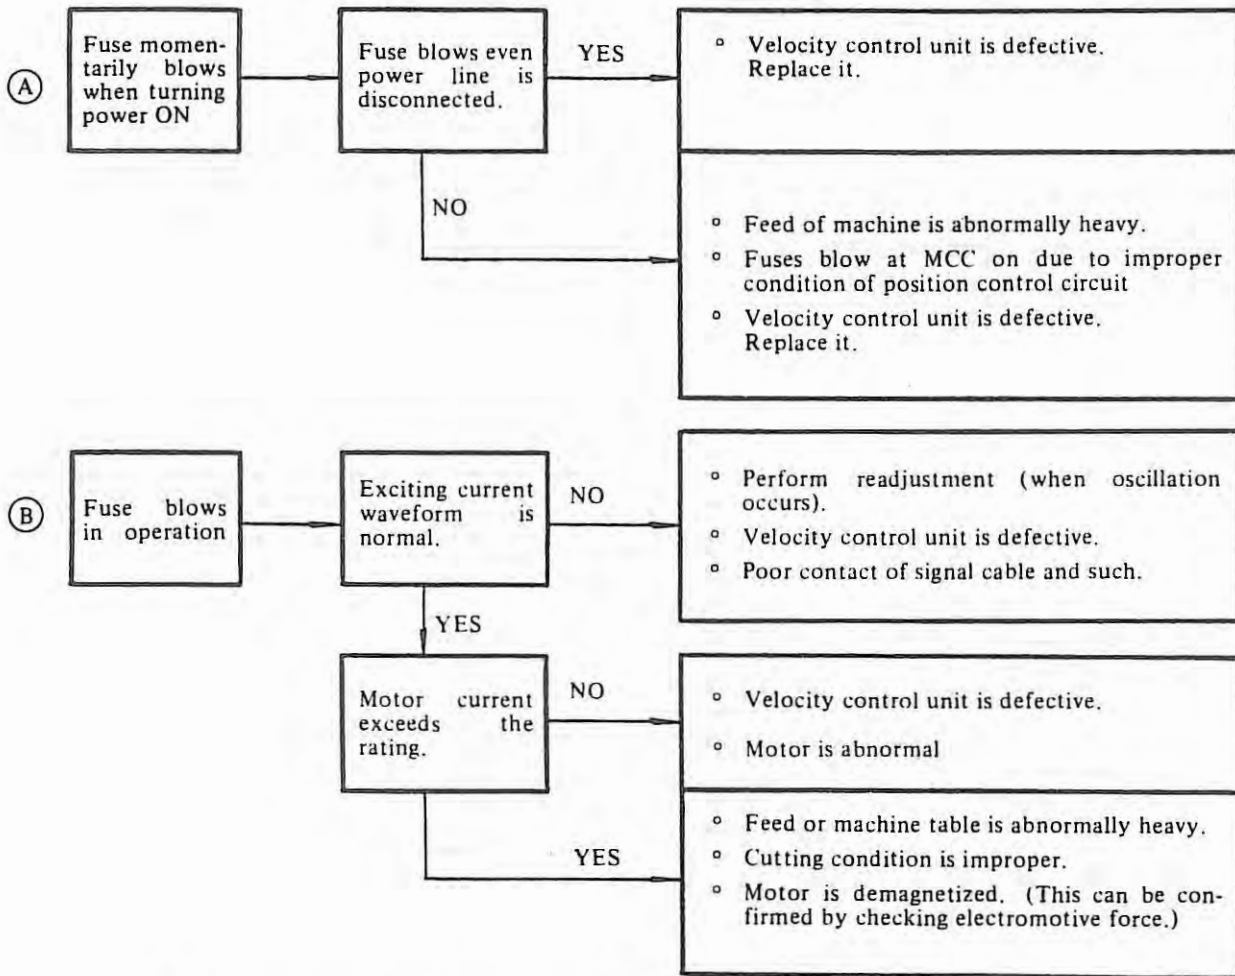 A
Fuse momen-
tarily blows
when turning
power ON
Fuse blows even
power line is
disconnected.
YES
° Velocity control unit is defective.
Replace it.
NO
° Feed of machine is abnormally heavy.
° Fuses blow at MCC on due to improper
condition of position control circuit
° Velocity control unit is defective.
Replace it.
B
Fuse blows
in operation
Exciting current
waveform is
normal.
NO
° Perform readjustment (when oscillation
occurs).
° Velocity control unit is defective.
° Poor contact of signal cable and such.
YES
Motor current
exceeds the
rating.
NO
° Velocity control unit is defective.
° Motor is abnormal
YES
° Feed or machine table is abnormally heavy.
° Cutting condition is improper.
° Motor is demagnetized. (This can be con-
firmed by checking electromotive force.)